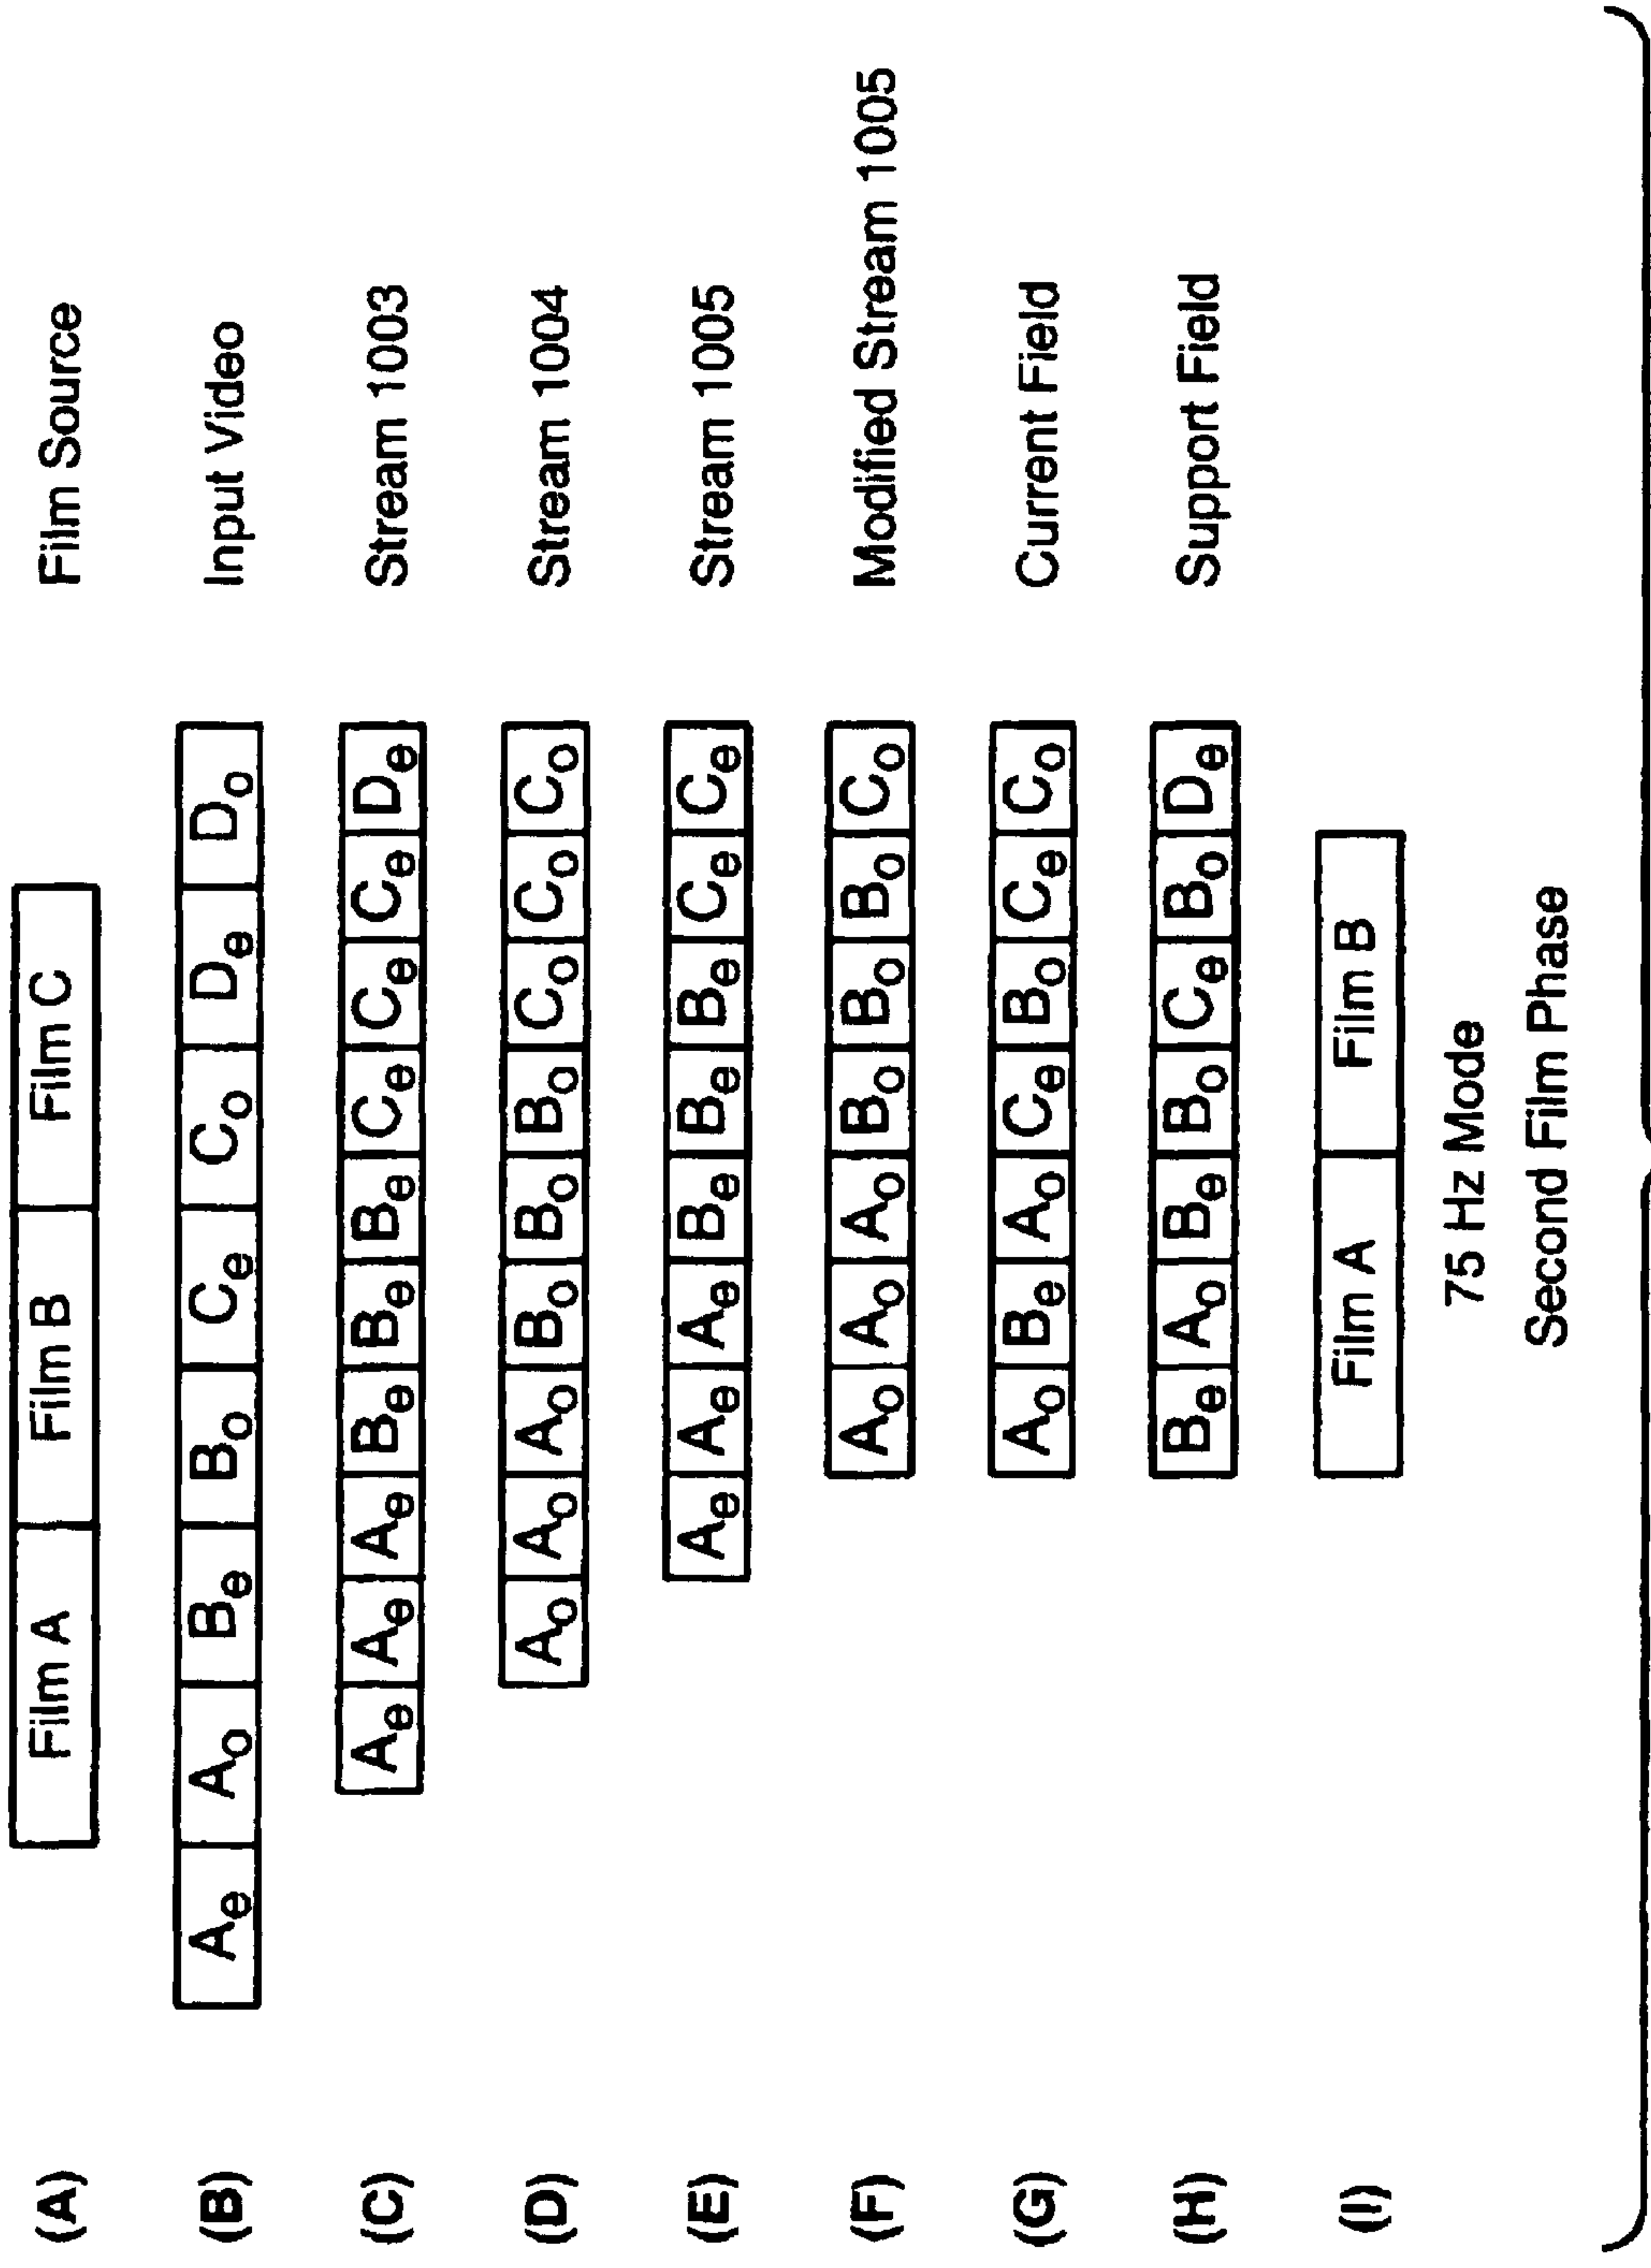 (A) Film A Film B Film C Film Source
(B) Ae Ao Be Bo Ce Co De Do Input Video
(C) Ae Ae Ae Be Be Be Ce Ce Ce De Stream 1003
(D) Ao Ao Ao Bo Bo Bo Co Co Co Stream 1004
(E) Ae Ae Ae Be Be Be Ce Ce Stream 1005
(F) Ao Ao Ao Bo Bo Bo Co Modified Stream 1005
(G) Ao Be Ao Ce Bo Ce Co Current Field
(H) Be Ao Be Bo Ce Bo De Support Field
(I) Film A Film B
75 Hz Mode
Second Film Phase